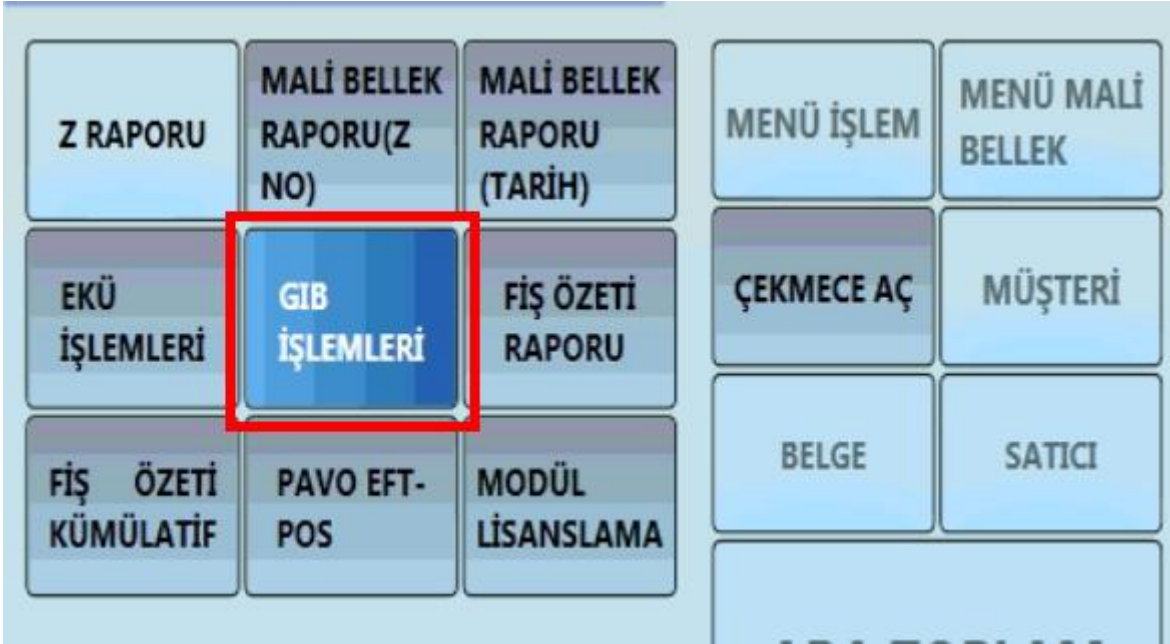 Z RAPORU
MALİ BELLEK
RAPORU(Z
NO)
MALİ BELLEK
RAPORU
(TARİH)
MENÜ İŞLEM
MENÜ MALİ
BELLEK
EKÜ
İŞLEMLERİ
GIB
İŞLEMLERİ
FİŞ ÖZETİ
RAPORU
ÇEKMECE AÇ
MÜŞTERİ
FİŞ ÖZETİ
KÜMÜLATİF
PAVO EFT-
POS
MODÜL
LİSANSLAMA
BELGE
SATICI